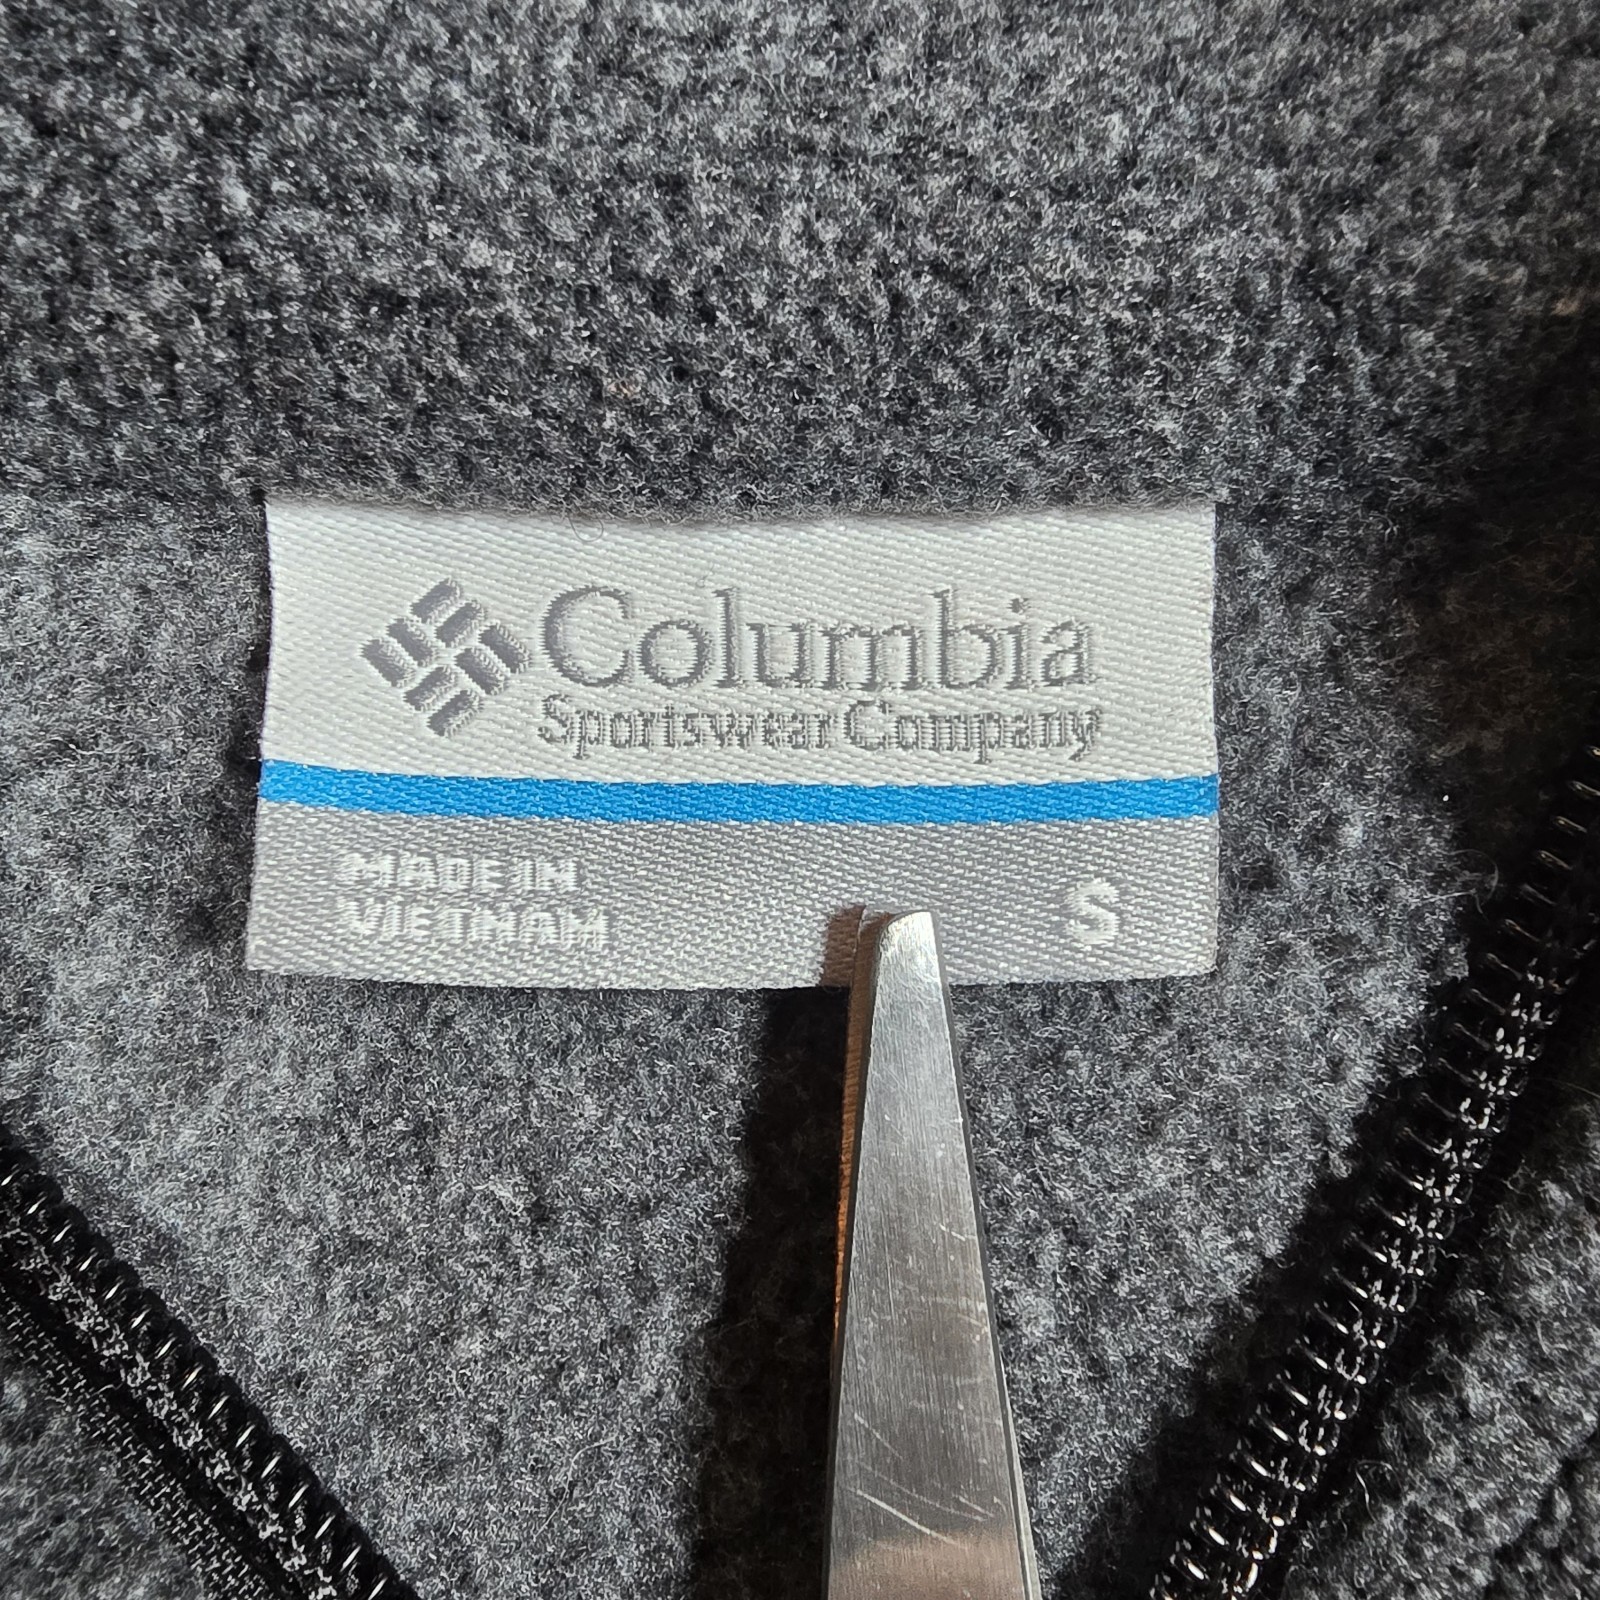 Columbia
Sportswear Company
MADE IN
VIETNAM
S